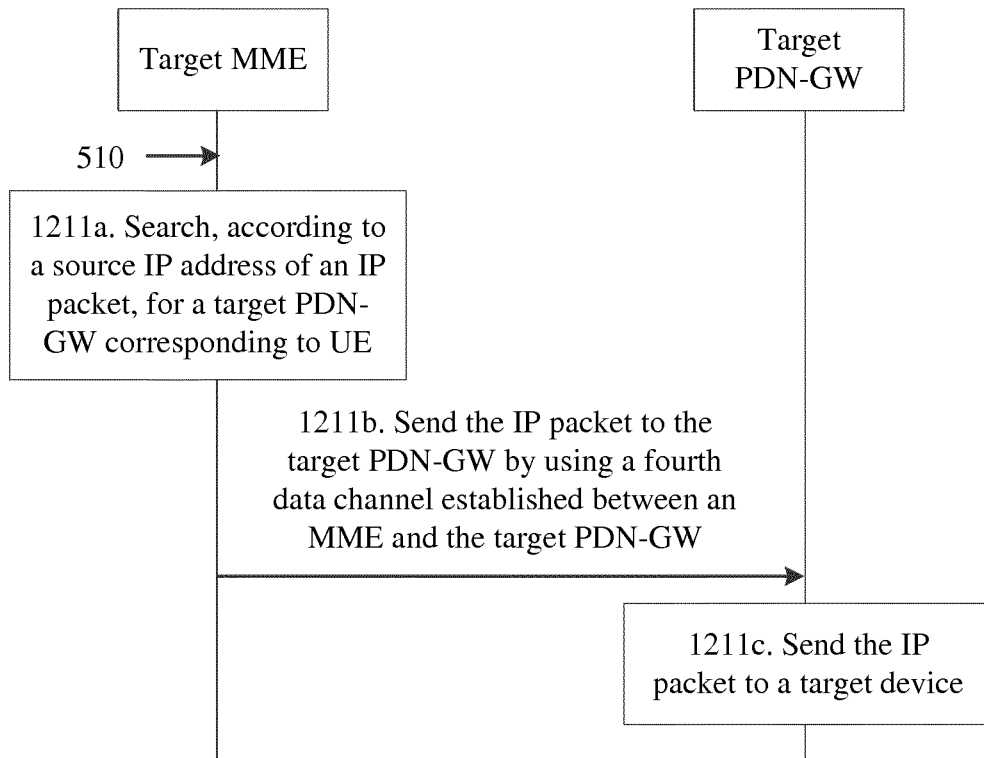 Target MME
Target
PDN-GW
510
1211a. Search, according to
a source IP address of an IP
packet, for a target PDN-
GW corresponding to UE
1211b. Send the IP packet to the
target PDN-GW by using a fourth
data channel established between an
MME and the target PDN-GW
1211c. Send the IP
packet to a target device